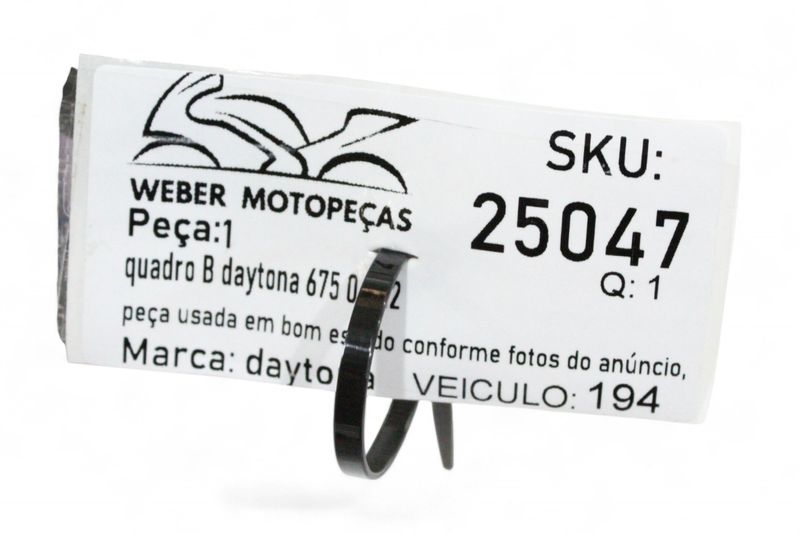 WEBER MOTOPEÇAS
SKU:
25047
Q: 1
Peça:1
quadro B daytona 675
peça usada em bom conforme fotos do anúncio,
Marca: VEICULO: 194